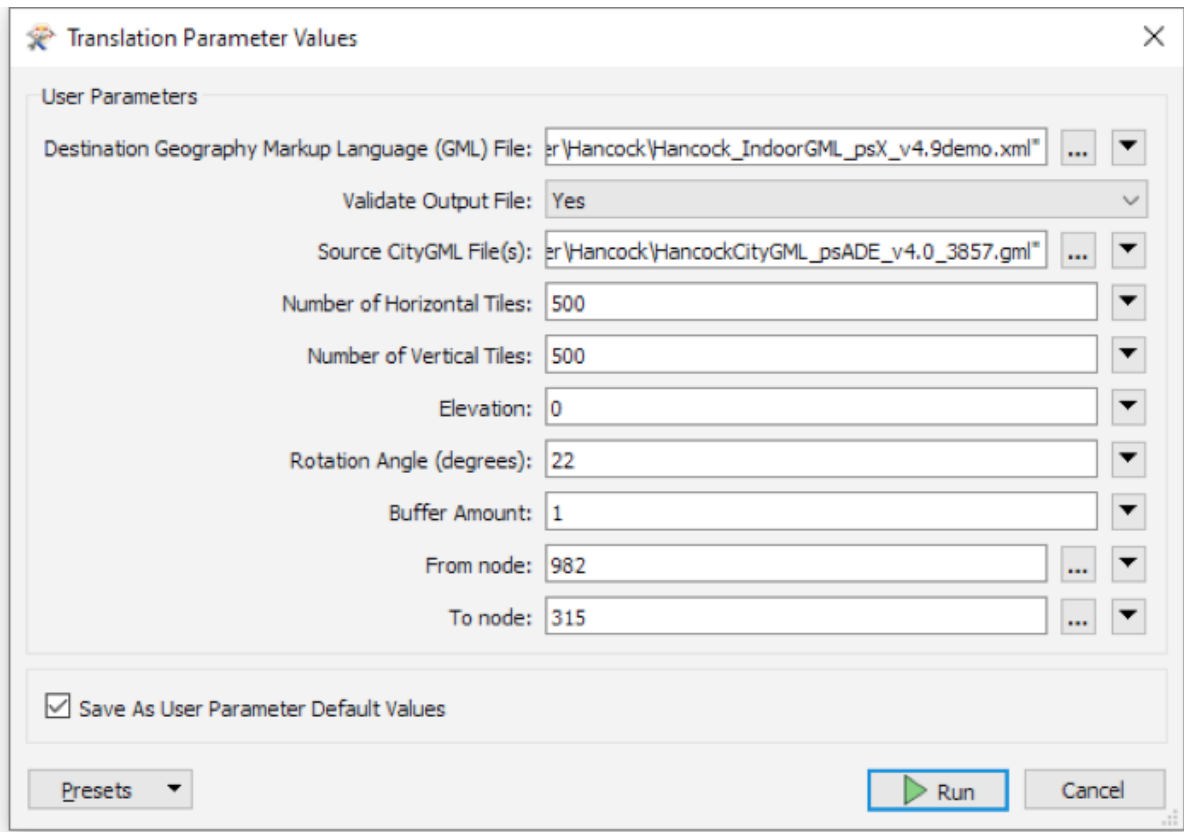 Translation Parameter Values
User Parameters
Destination Geography Markup Language (GML) File: er\Hancock\Hancock_IndoorGML_psX_v4.9demo.xml" ...
Validate Output File: Yes
Source CityGML File(s): er\Hancock\HancockCityGML_psADE_v4.0_3857.gml" ...
Number of Horizontal Tiles: 500
Number of Vertical Tiles: 500
Elevation: 0
Rotation Angle (degrees): 22
Buffer Amount: 1
From node: 982 ...
To node: 315 ...
Save As User Parameter Default Values
Presets Run Cancel